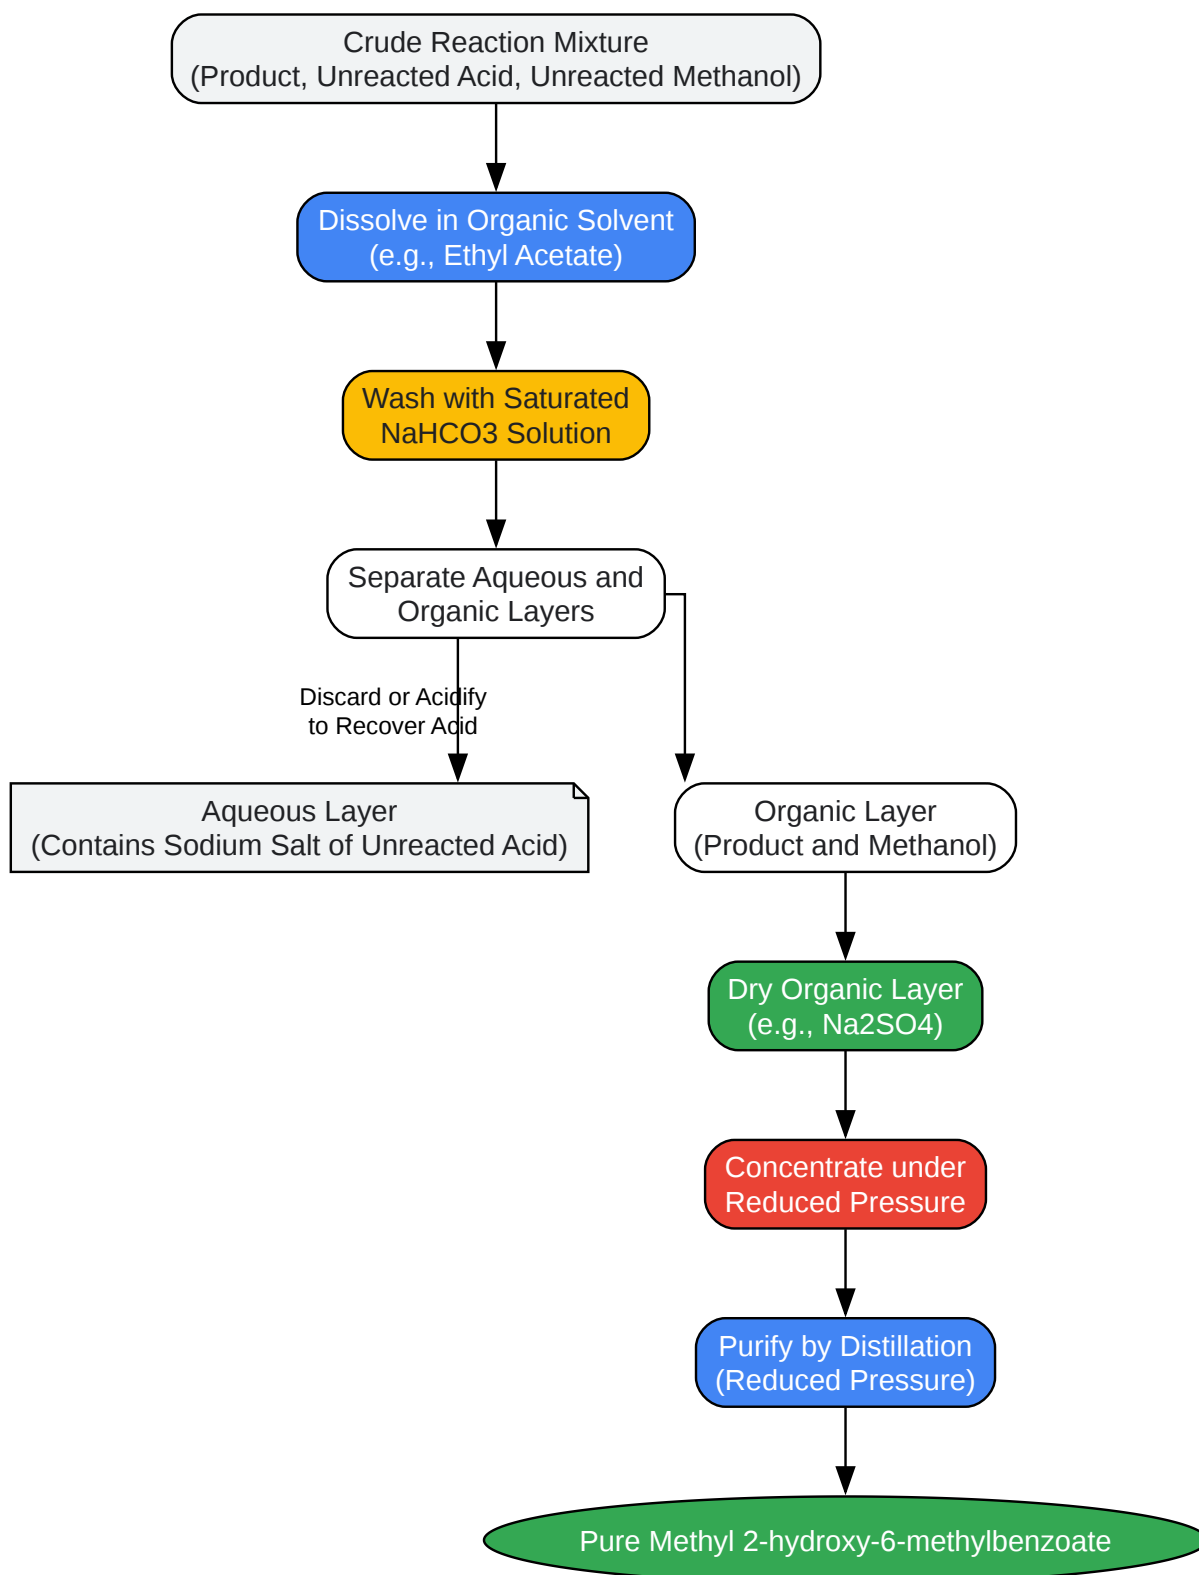 Crude Reaction Mixture
(Product, Unreacted Acid, Unreacted Methanol)
Dissolve in Organic Solvent
(e.g., Ethyl Acetate)
Wash with Saturated
NaHCO3 Solution
Separate Aqueous and
Organic Layers
Discard or Acidify
to Recover Acid
Aqueous Layer
(Contains Sodium Salt of Unreacted Acid)
Organic Layer
(Product and Methanol)
Dry Organic Layer
(e.g., Na2SO4)
Concentrate under
Reduced Pressure
Purify by Distillation
(Reduced Pressure)
Pure Methyl 2-hydroxy-6-methylbenzoate